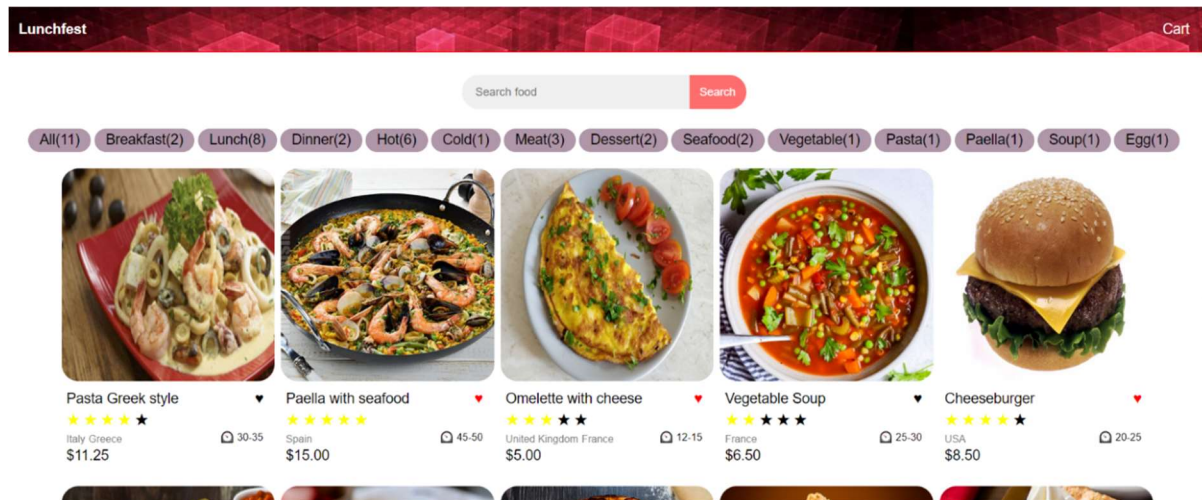 Lunchfest Cart
Search food Search
All(11) Breakfast(2) Lunch(8) Dinner(2) Hot(6) Cold(1) Meat(3) Dessert(2) Seafood(2) Vegetable(1) Pasta(1) Paella(1) Soup(1) Egg(1)
Pasta Greek style
Italy Greece 30-35
$11.25
Paella with seafood
Spain 45-50
$15.00
Omelette with cheese
United Kingdom France 12-15
$5.00
Vegetable Soup
France 25-30
$6.50
Cheeseburger
USA 20-25
$8.50